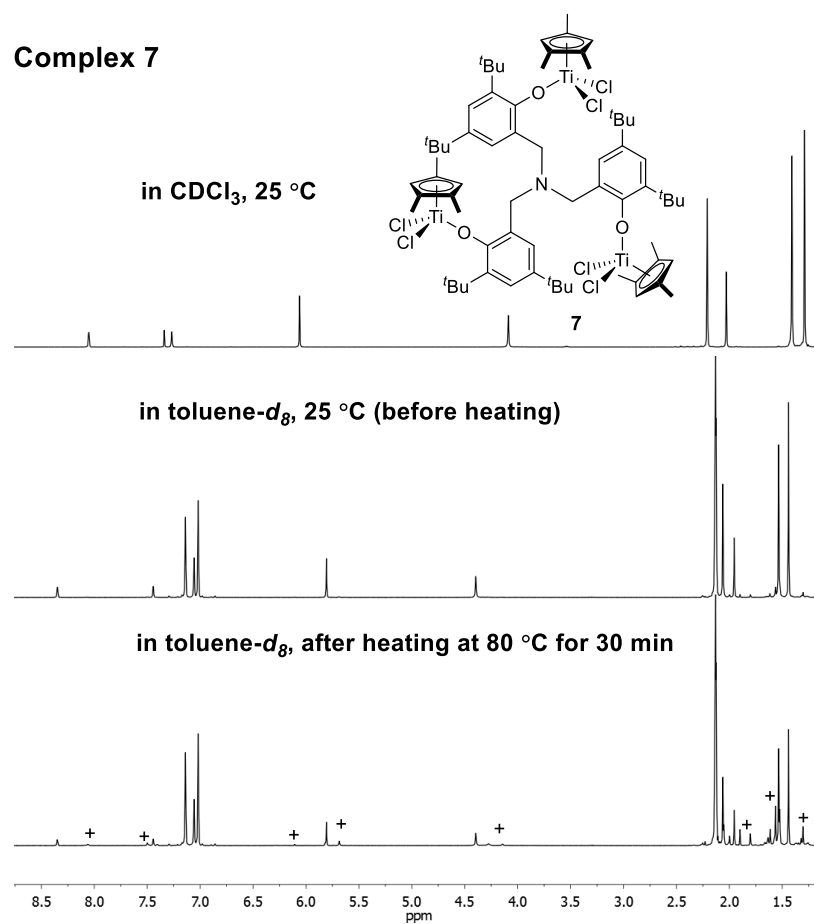 Complex 7
in CDCl3, 25 °C
tBu
Ti
Cl
Cl
O
tBu
tBu
N
tBu
O
Cl
Cl
Ti
O
Ti
Cl
Cl
tBu
tBu
7
in toluene-d8, 25 °C (before heating)
in toluene-d8, after heating at 80 °C for 30 min
+ + + + + + + +
8.5 8.0 7.5 7.0 6.5 6.0 5.5 5.0 4.5 4.0 3.5 3.0 2.5 2.0 1.5
ppm